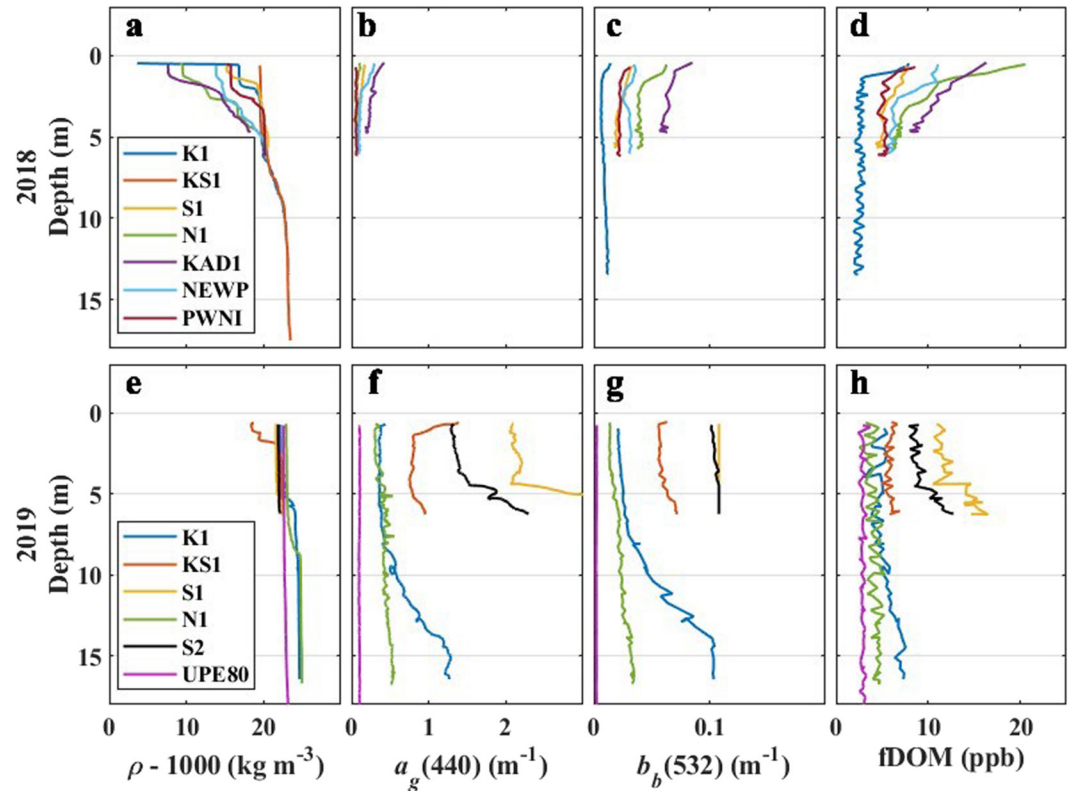 a
b
c
d
0
5
10
15
2018
Depth (m)
K1
KS1
S1
N1
KAD1
NEWP
PWNI
e
f
g
h
0
5
10
15
2019
Depth (m)
K1
KS1
S1
N1
S2
UPE80
0 10 20
0 1 2
0 0.1
0 10 20
ρ - 1000 (kg m⁻³)
a_g(440) (m⁻¹)
b_b(532) (m⁻¹)
fDOM (ppb)